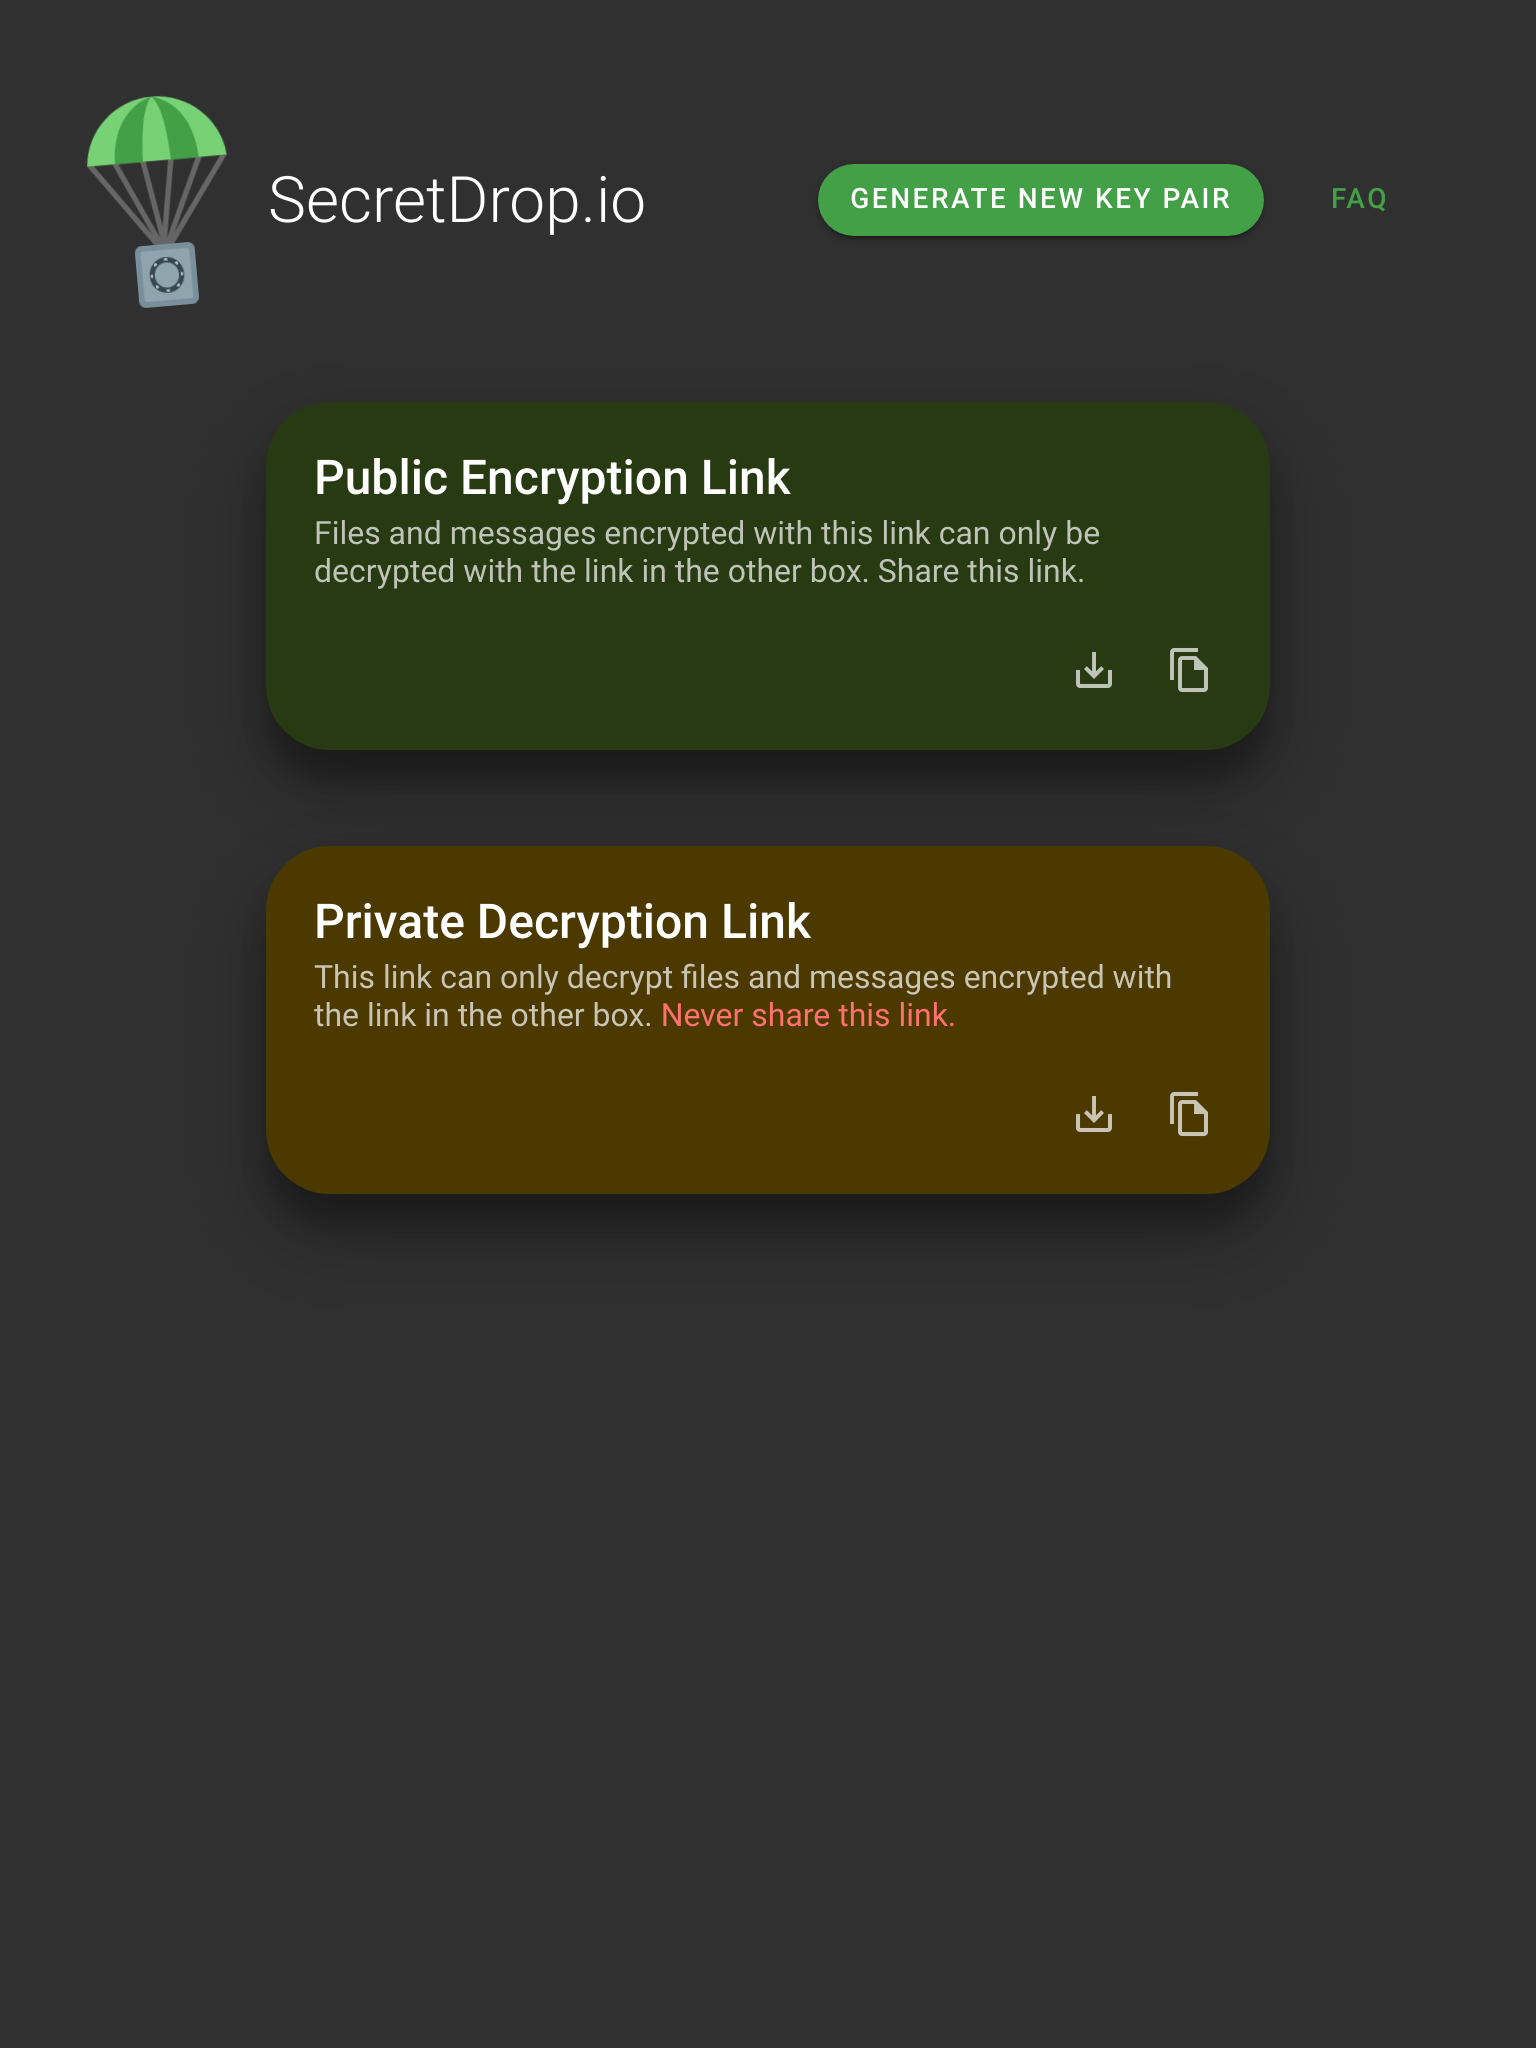 SecretDrop.io
GENERATE NEW KEY PAIR
FAQ
Public Encryption Link
Files and messages encrypted with this link can only be
decrypted with the link in the other box. Share this link.
Private Decryption Link
This link can only decrypt files and messages encrypted with
the link in the other box. Never share this link.